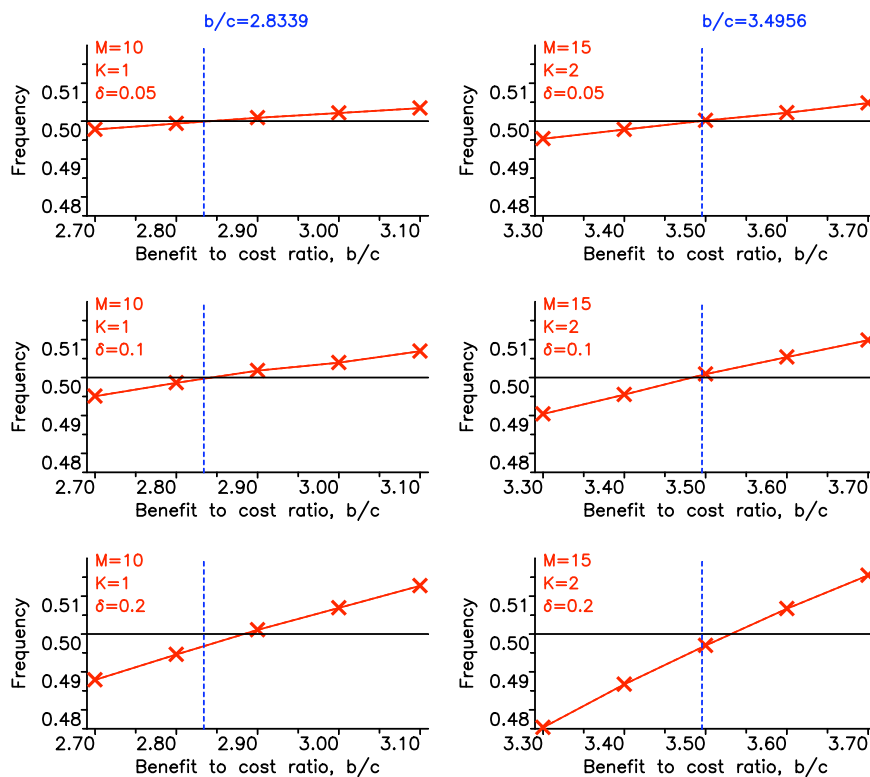 b/c=2.8339
M=10
K=1
δ=0.05
0.51
0.50
0.49
0.48
Frequency
2.70 2.80 2.90 3.00 3.10
Benefit to cost ratio, b/c
b/c=3.4956
M=15
K=2
δ=0.05
0.51
0.50
0.49
0.48
Frequency
3.30 3.40 3.50 3.60 3.70
Benefit to cost ratio, b/c
M=10
K=1
δ=0.1
0.51
0.50
0.49
0.48
Frequency
2.70 2.80 2.90 3.00 3.10
Benefit to cost ratio, b/c
M=15
K=2
δ=0.1
0.51
0.50
0.49
0.48
Frequency
3.30 3.40 3.50 3.60 3.70
Benefit to cost ratio, b/c
M=10
K=1
δ=0.2
0.51
0.50
0.49
0.48
Frequency
2.70 2.80 2.90 3.00 3.10
Benefit to cost ratio, b/c
M=15
K=2
δ=0.2
0.51
0.50
0.49
0.48
Frequency
3.30 3.40 3.50 3.60 3.70
Benefit to cost ratio, b/c